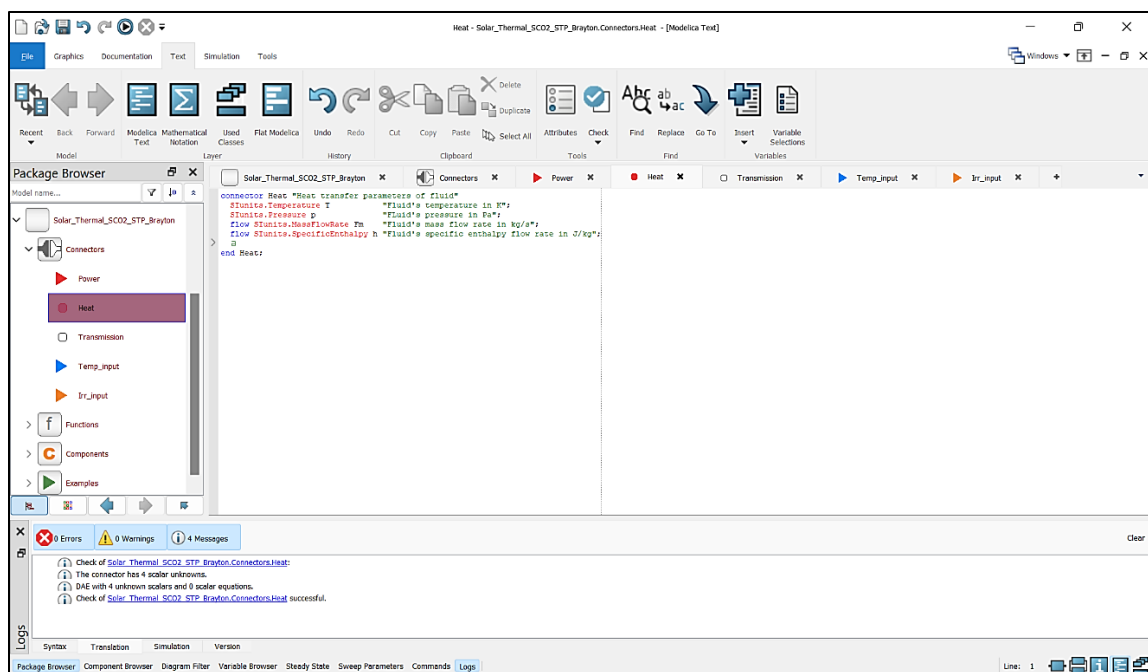 Heat - Solar_Thermal_SCO2_STP_Brayton.Connectors.Heat - [Modelica Text]
File Graphics Documentation Text Simulation Tools Windows
Recent Back Forward Modelica Text Mathematical Notation Used Classes Flat Modelica Undo Redo Cut Copy Paste Delete Duplicate Select All Attributes Check Find Replace Go To Insert Variable Selections
Model Layer History Clipboard Tools Find Variables
Package Browser
Solar_Thermal_SCO2_STP_Brayton Connectors Power Heat Transmission Temp_input Irr_input +
Model name...
Solar_Thermal_SCO2_STP_Brayton
Connectors
Power
Heat
Transmission
Temp_input
Irr_input
Functions
Components
Examples
connector Heat "Heat transfer parameters of fluid"
SIunits.Temperature T "Fluid's temperature in K";
SIunits.Pressure p "FLuid's pressure in Pa";
flow SIunits.MassFlowRate Fm "Fluid's mass flow rate in kg/s";
flow SIunits.SpecificEnthalpy h "Fluid's specific enthalpy flow rate in J/kg";
a
end Heat;
0 Errors 0 Warnings 4 Messages Clear
Check of Solar_Thermal_SCO2_STP_Brayton.Connectors.Heat:
The connector has 4 scalar unknowns.
DAE with 4 unknown scalars and 0 scalar equations.
Check of Solar_Thermal_SCO2_STP_Brayton.Connectors.Heat successful.
Logs
Syntax Translation Simulation Version
Package Browser Component Browser Diagram Filter Variable Browser Steady State Sweep Parameters Commands Logs Line: 1